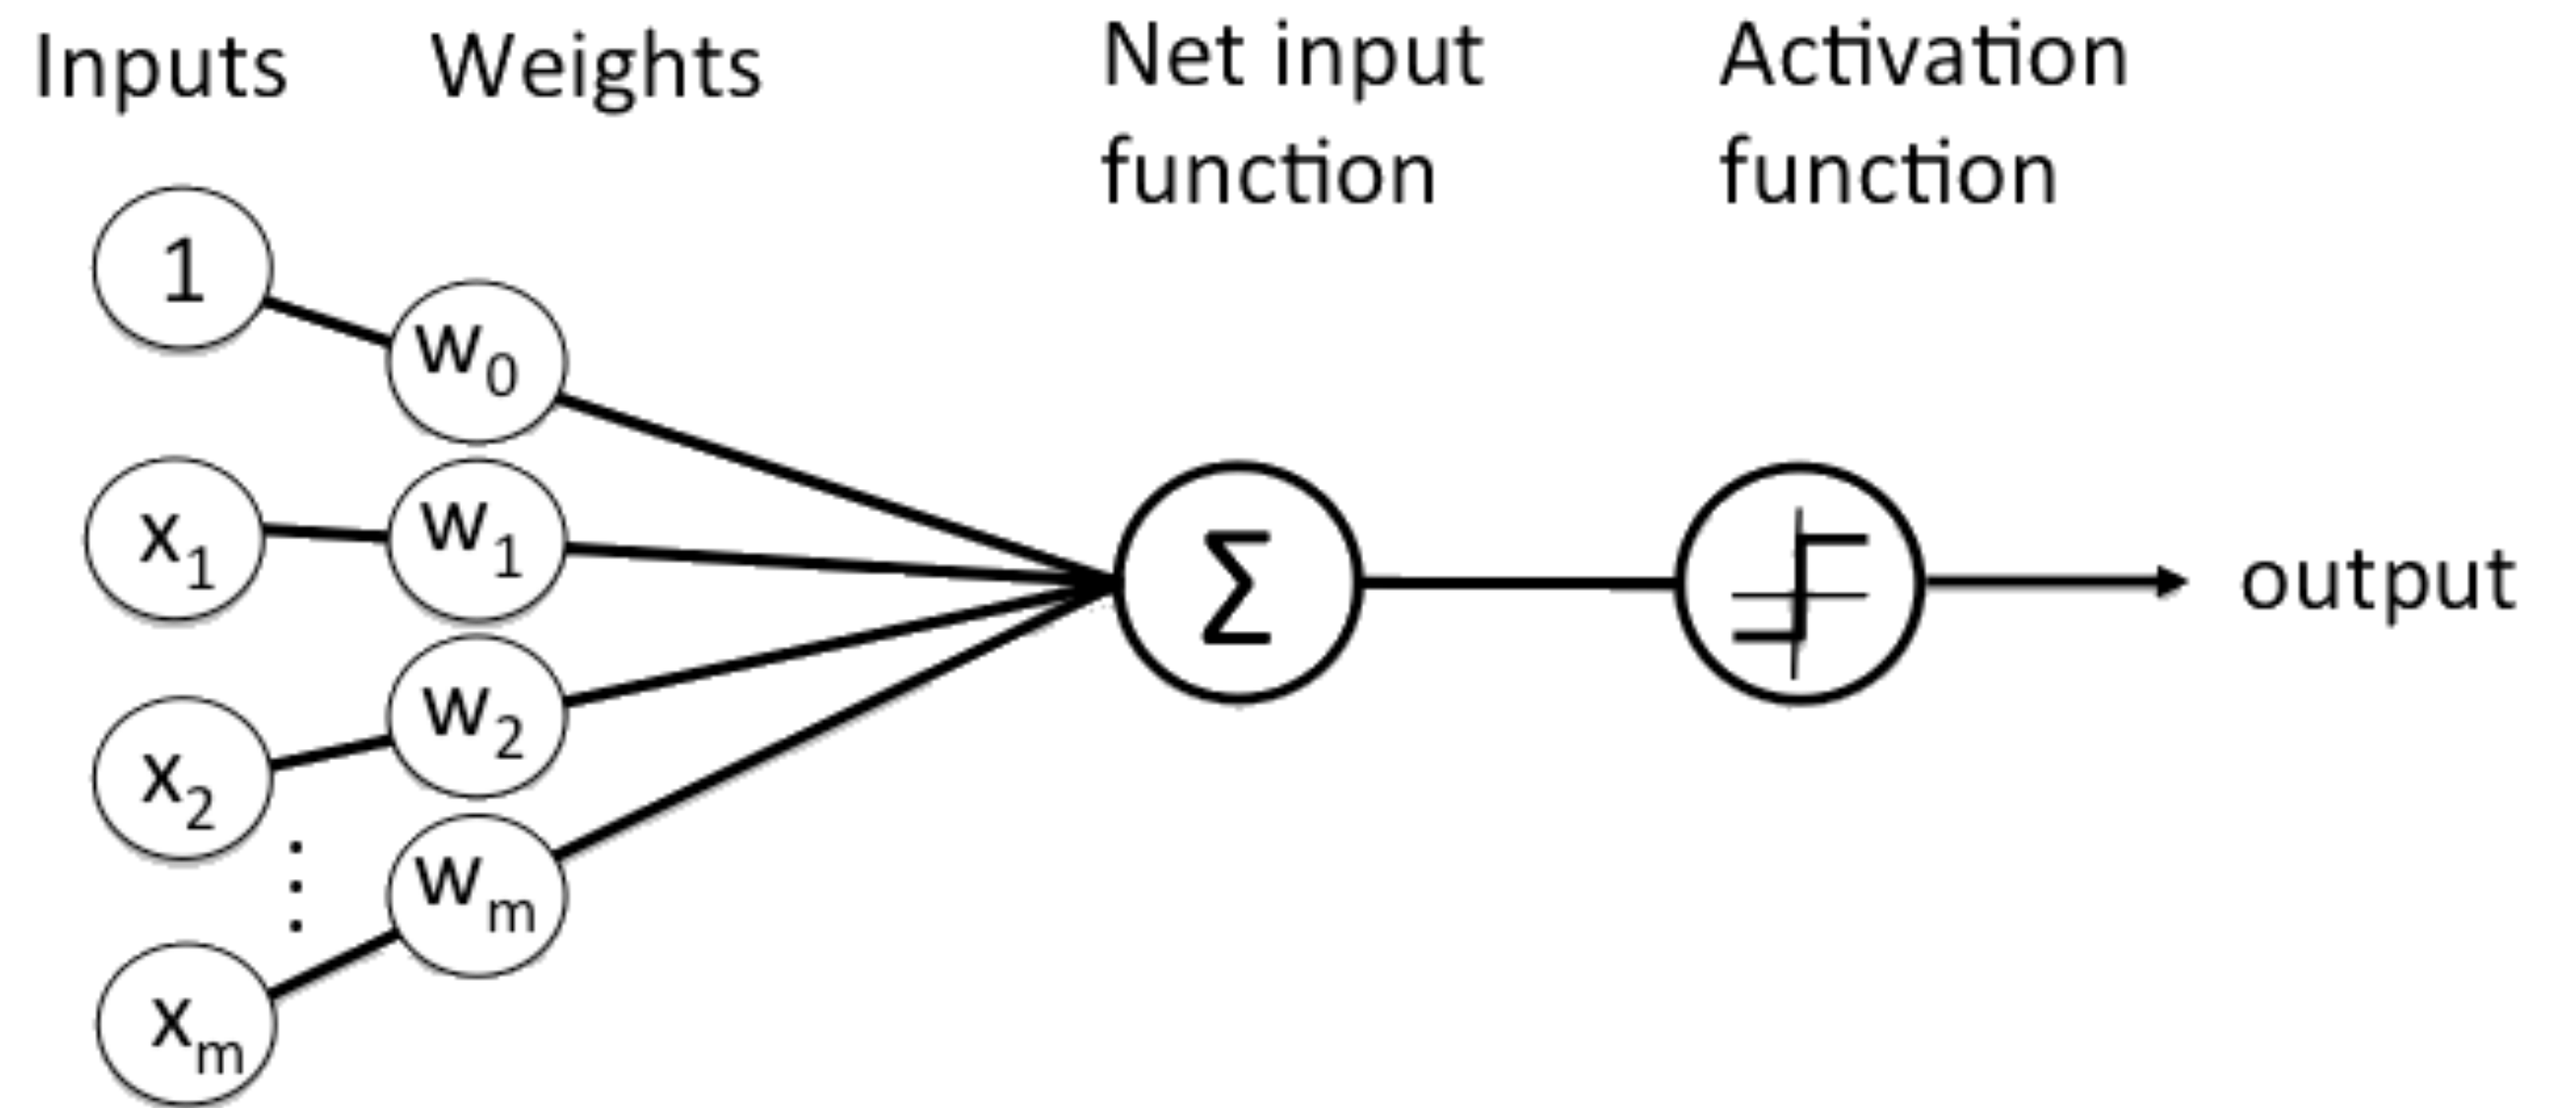 Inputs
Weights
Net input
function
Activation
function
1
w0
x1
w1
x2
w2
xm
wm
Σ
output